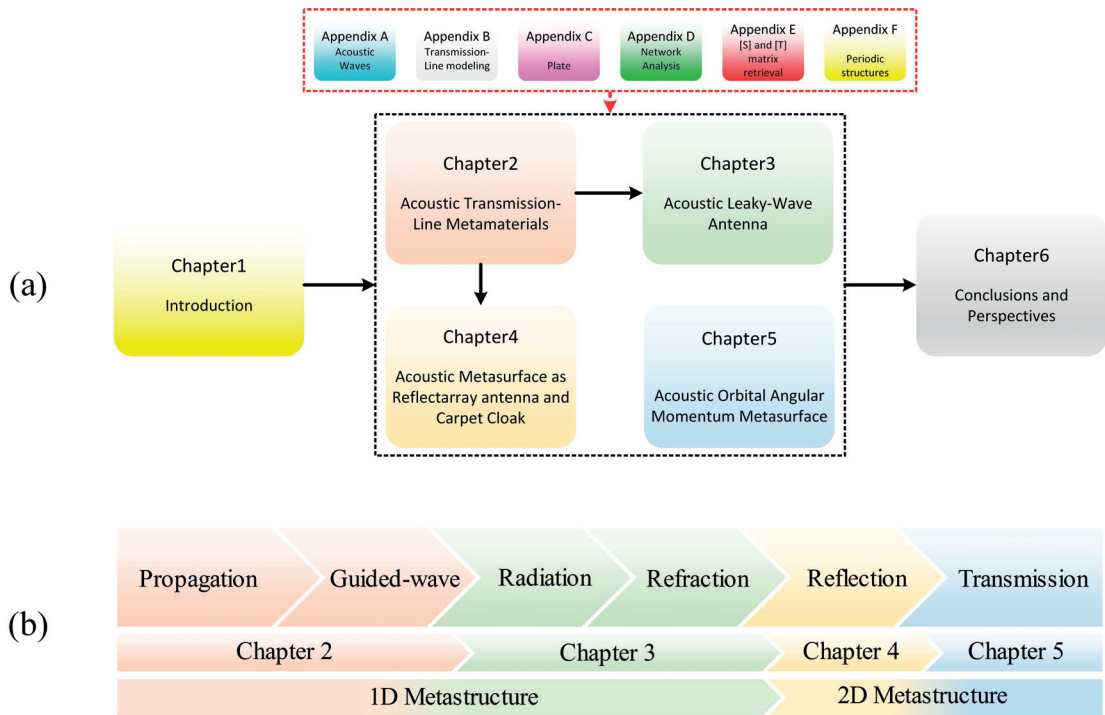 Appendix A
Acoustic
Waves
Appendix B
Transmission-
Line modeling
Appendix C
Plate
Appendix D
Network
Analysis
Appendix E
[S] and [T]
matrix
retrieval
Appendix F
Periodic
structures
(a)
Chapter1
Introduction
Chapter2
Acoustic Transmission-
Line Metamaterials
Chapter3
Acoustic Leaky-Wave
Antenna
Chapter4
Acoustic Metasurface as
Reflectarray antenna and
Carpet Cloak
Chapter5
Acoustic Orbital Angular
Momentum Metasurface
Chapter6
Conclusions and
Perspectives
(b)
Propagation
Guided-wave
Radiation
Refraction
Reflection
Transmission
Chapter 2
Chapter 3
Chapter 4
Chapter 5
1D Metastructure
2D Metastructure